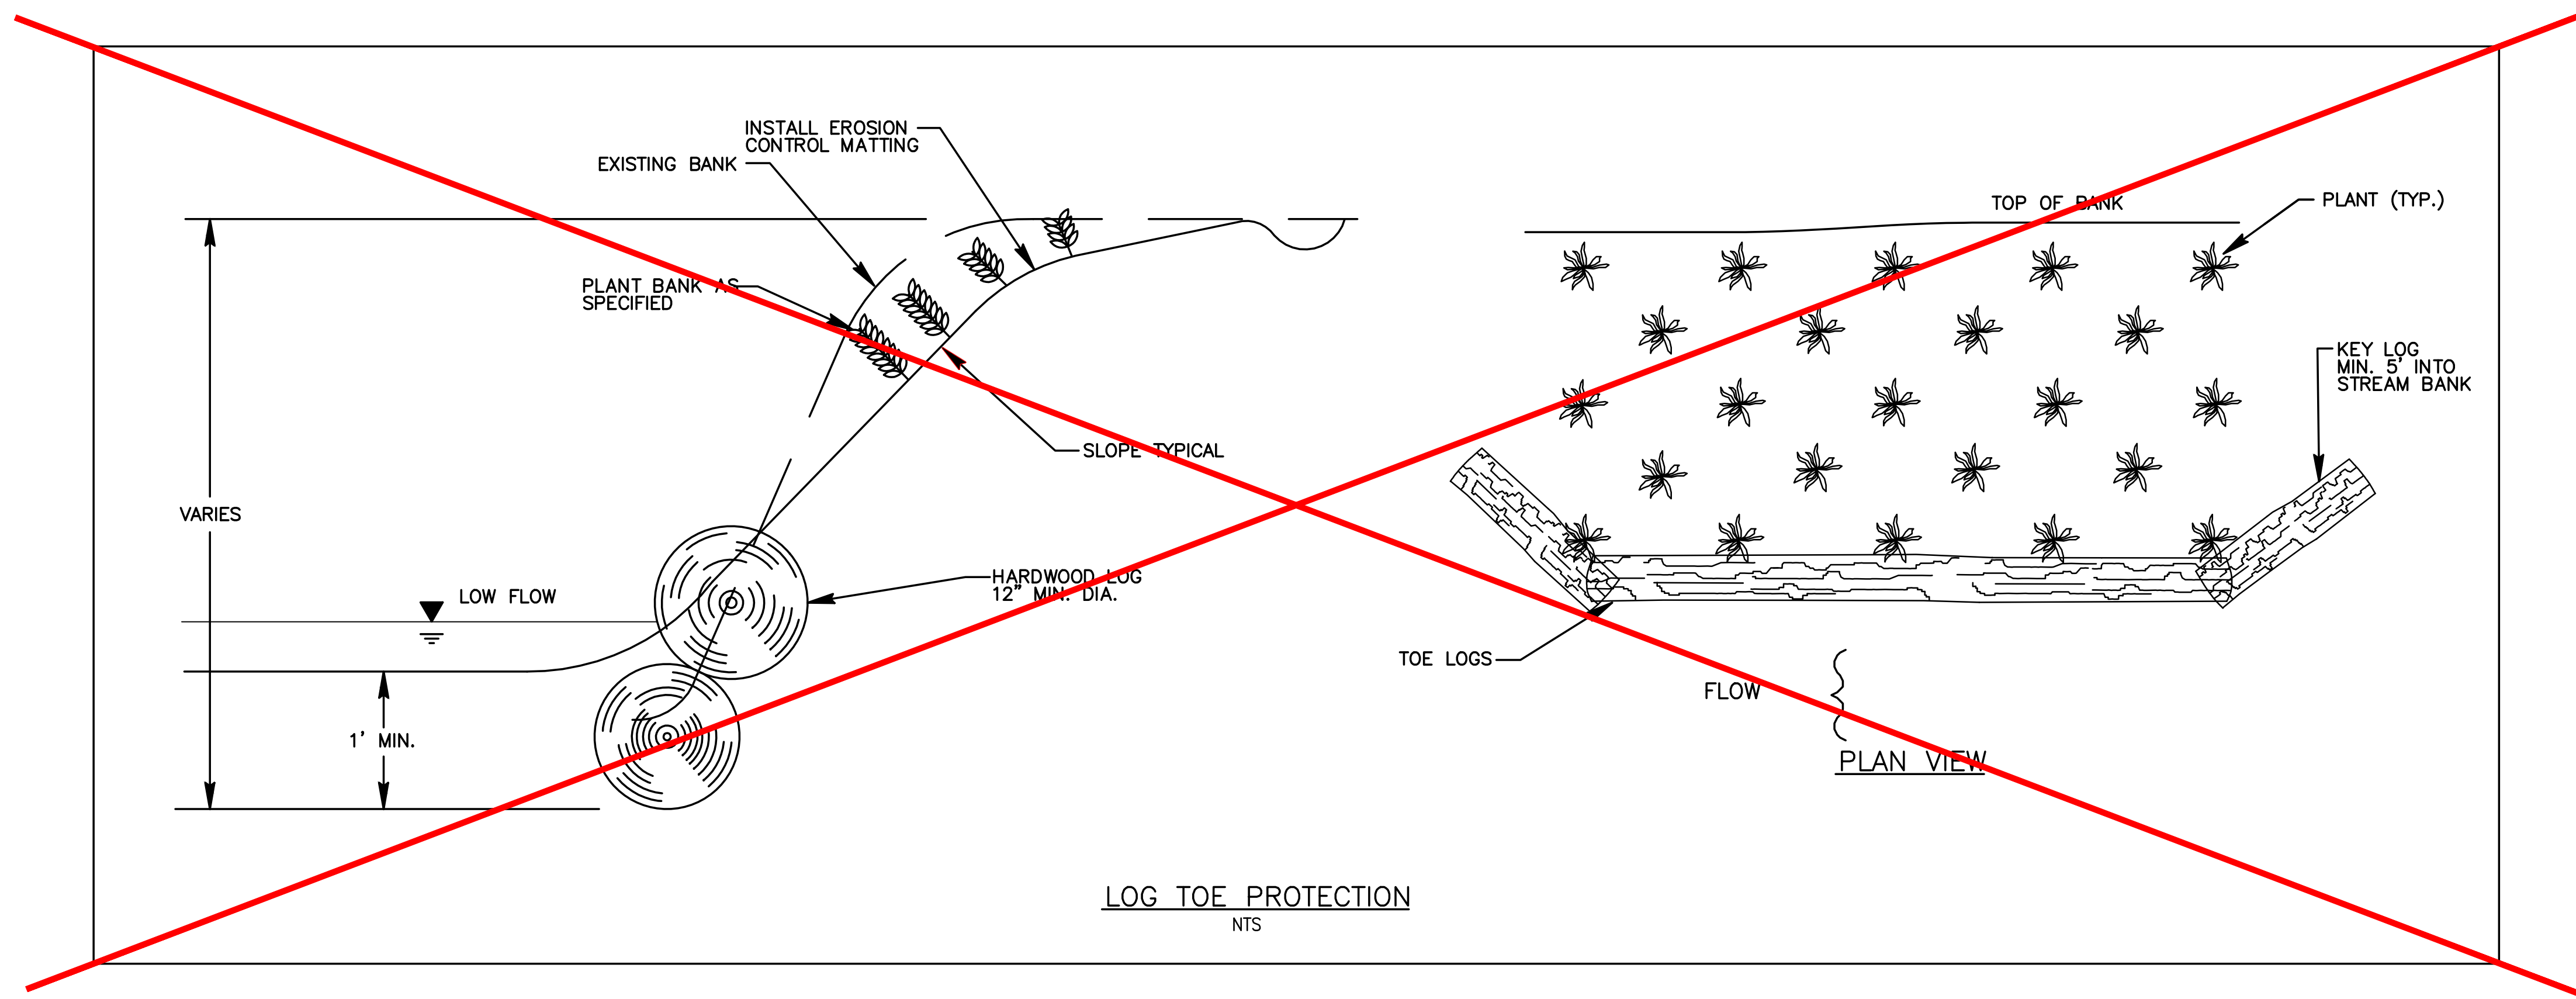 INSTALL EROSION
CONTROL MATTING
EXISTING BANK
PLANT BANK AS
SPECIFIED
SLOPE TYPICAL
VARIES
LOW FLOW
HARDWOOD LOG
12" MIN. DIA.
1' MIN.
TOP OF BANK
PLANT (TYP.)
KEY LOG
MIN. 5' INTO
STREAM BANK
TOE LOGS
FLOW
PLAN VIEW
LOG TOE PROTECTION
NTS